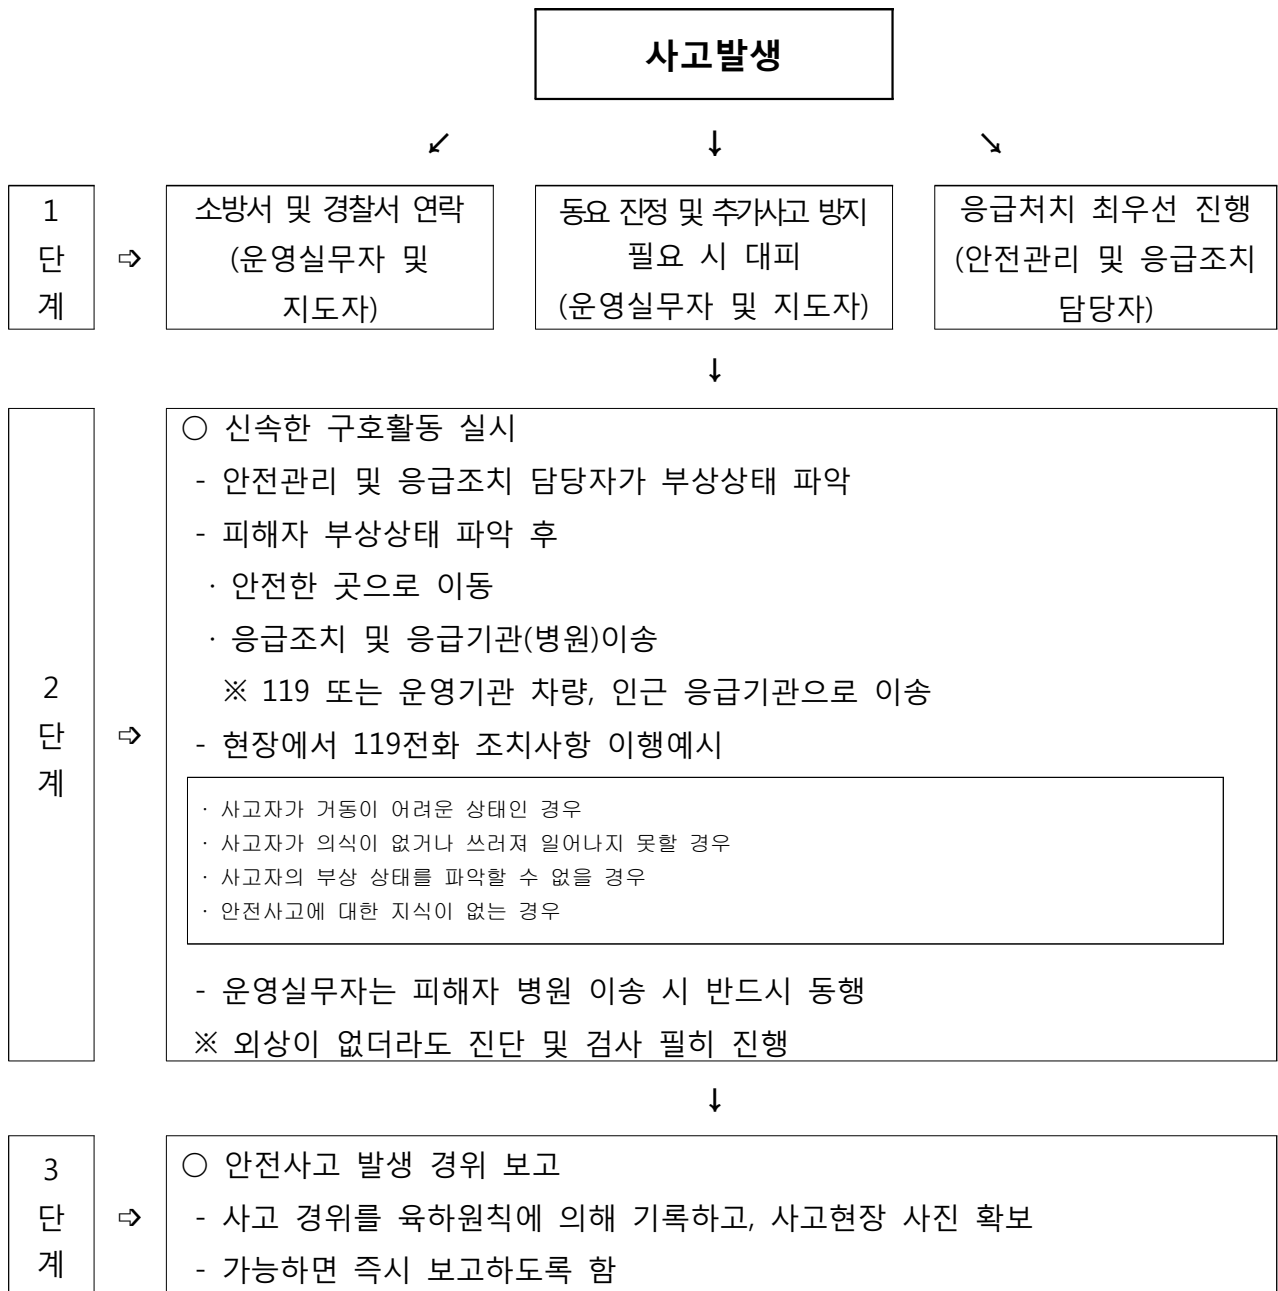 사고발생
↙ ↓ ↘
1
단
계
⇨
소방서 및 경찰서 연락
(운영실무자 및
지도자)
동요 진정 및 추가사고 방지
필요 시 대피
(운영실무자 및 지도자)
응급처치 최우선 진행
(안전관리 및 응급조치
담당자)
↓
2
단
계
⇨
○ 신속한 구호활동 실시
- 안전관리 및 응급조치 담당자가 부상상태 파악
- 피해자 부상상태 파악 후
· 안전한 곳으로 이동
· 응급조치 및 응급기관(병원)이송
※ 119 또는 운영기관 차량, 인근 응급기관으로 이송
- 현장에서 119전화 조치사항 이행예시
· 사고자가 거동이 어려운 상태인 경우
· 사고자가 의식이 없거나 쓰러져 일어나지 못할 경우
· 사고자의 부상 상태를 파악할 수 없을 경우
· 안전사고에 대한 지식이 없는 경우
- 운영실무자는 피해자 병원 이송 시 반드시 동행
※ 외상이 없더라도 진단 및 검사 필히 진행
↓
3
단
계
⇨
○ 안전사고 발생 경위 보고
- 사고 경위를 육하원칙에 의해 기록하고, 사고현장 사진 확보
- 가능하면 즉시 보고하도록 함